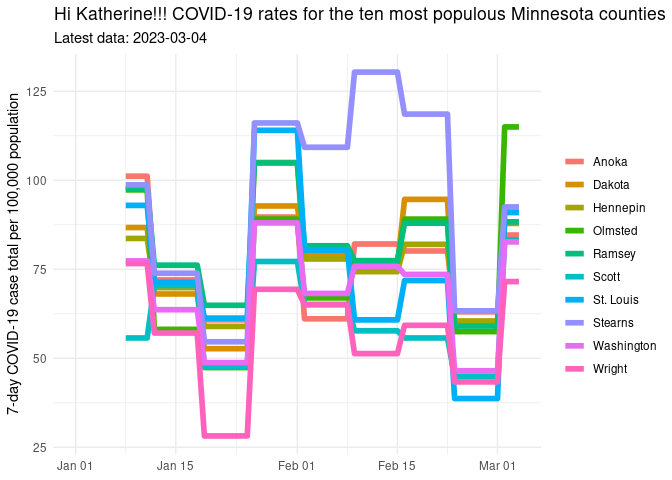 Hi Katherine!!! COVID-19 rates for the ten most populous Minnesota counties
Latest data: 2023-03-04
7-day COVID-19 case total per 100,000 population
125
100
75
50
25
Jan 01
Jan 15
Feb 01
Feb 15
Mar 01
Anoka
Dakota
Hennepin
Olmsted
Ramsey
Scott
St. Louis
Stearns
Washington
Wright